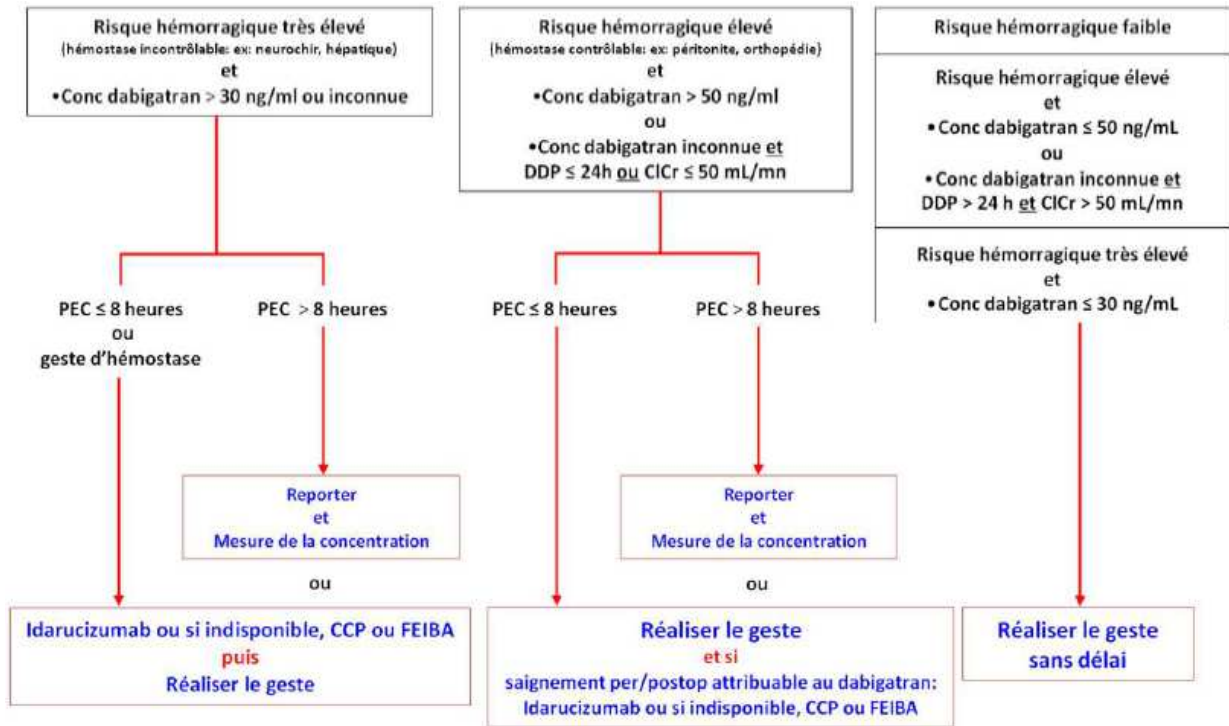 Risque hémorragique très élevé
(hémostase incontrôlable: ex: neurochir, hépatique)
et
•Conc dabigatran > 30 ng/ml ou inconnue
PEC ≤ 8 heures
ou
geste d’hémostase
PEC > 8 heures
Reporter
et
Mesure de la concentration
ou
Idarucizumab ou si indisponible, CCP ou FEIBA
puis
Réaliser le geste
Risque hémorragique élevé
(hémostase contrôlable: ex: péritonite, orthopédie)
et
•Conc dabigatran > 50 ng/ml
ou
•Conc dabigatran inconnue et
DDP ≤ 24h ou ClCr ≤ 50 mL/mn
PEC ≤ 8 heures
PEC > 8 heures
Reporter
et
Mesure de la concentration
ou
Réaliser le geste
et si
saignement per/postop attribuable au dabigatran:
Idarucizumab ou si indisponible, CCP ou FEIBA
Risque hémorragique faible
Risque hémorragique élevé
et
•Conc dabigatran ≤ 50 ng/mL
ou
•Conc dabigatran inconnue et
DDP > 24 h et ClCr > 50 mL/mn
Risque hémorragique très élevé
et
•Conc dabigatran ≤ 30 ng/mL
Réaliser le geste
sans délai